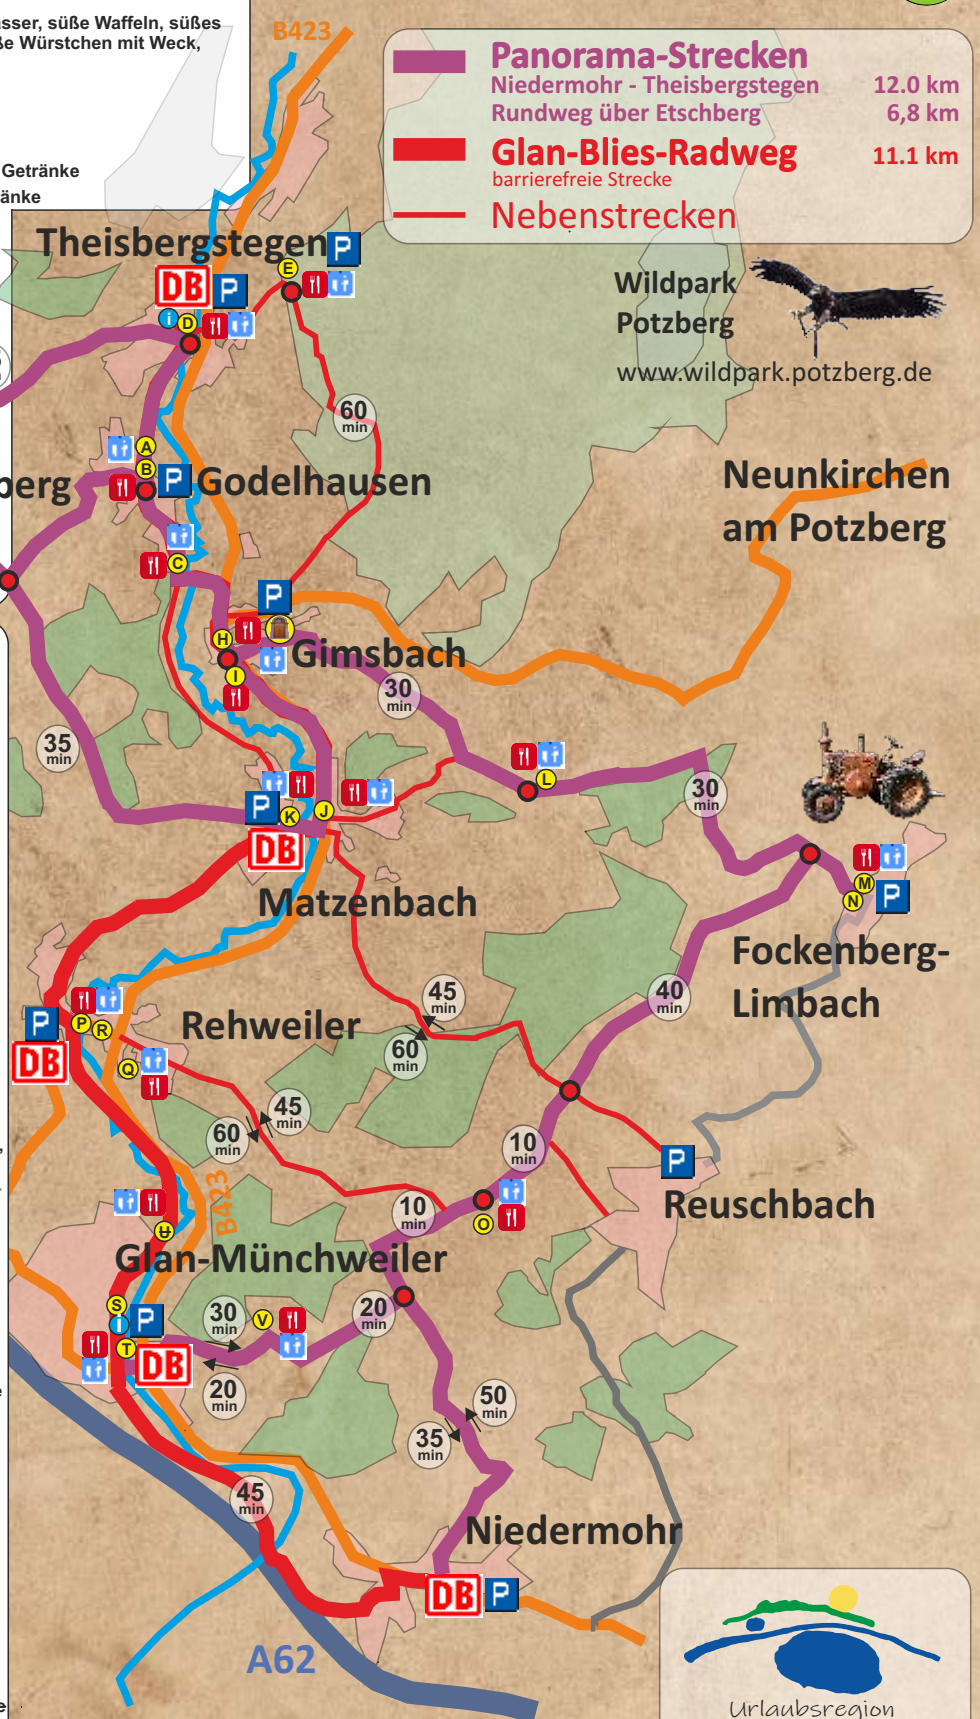 asser, süße Waffeln, süßes
ße Würstchen mit Weck,
Getränke
änke
B423
Panorama-Strecken
Niedermohr - Theisbergstegen 12.0 km
Rundweg über Etschberg 6,8 km
Glan-Blies-Radweg 11.1 km
barrierefreie Strecke
Nebenstrecken
Theisbergstegen P
DB P
E
i D
Wildpark
Potzberg
www.wildpark.potzberg.de
60
min
A
B
P
berg
Godelhausen
Neunkirchen
am Potzberg
C
P
H
Gimsbach
I
30
min
35
min
L
30
min
P K J
DB
M
N P
Matzenbach
Fockenberg-
Limbach
40
min
45
min
60
min
P
P R
Rehweiler
DB
Q
45
min
60
min
10
min
P
Reuschbach
B423
10
min
O
U
Glan-Münchweiler
S
i P
T
DB
30
min
V
20
min
20
min
50
min
35
min
45
min
Niedermohr
DB P
A62
Urlaubsregion
e
e